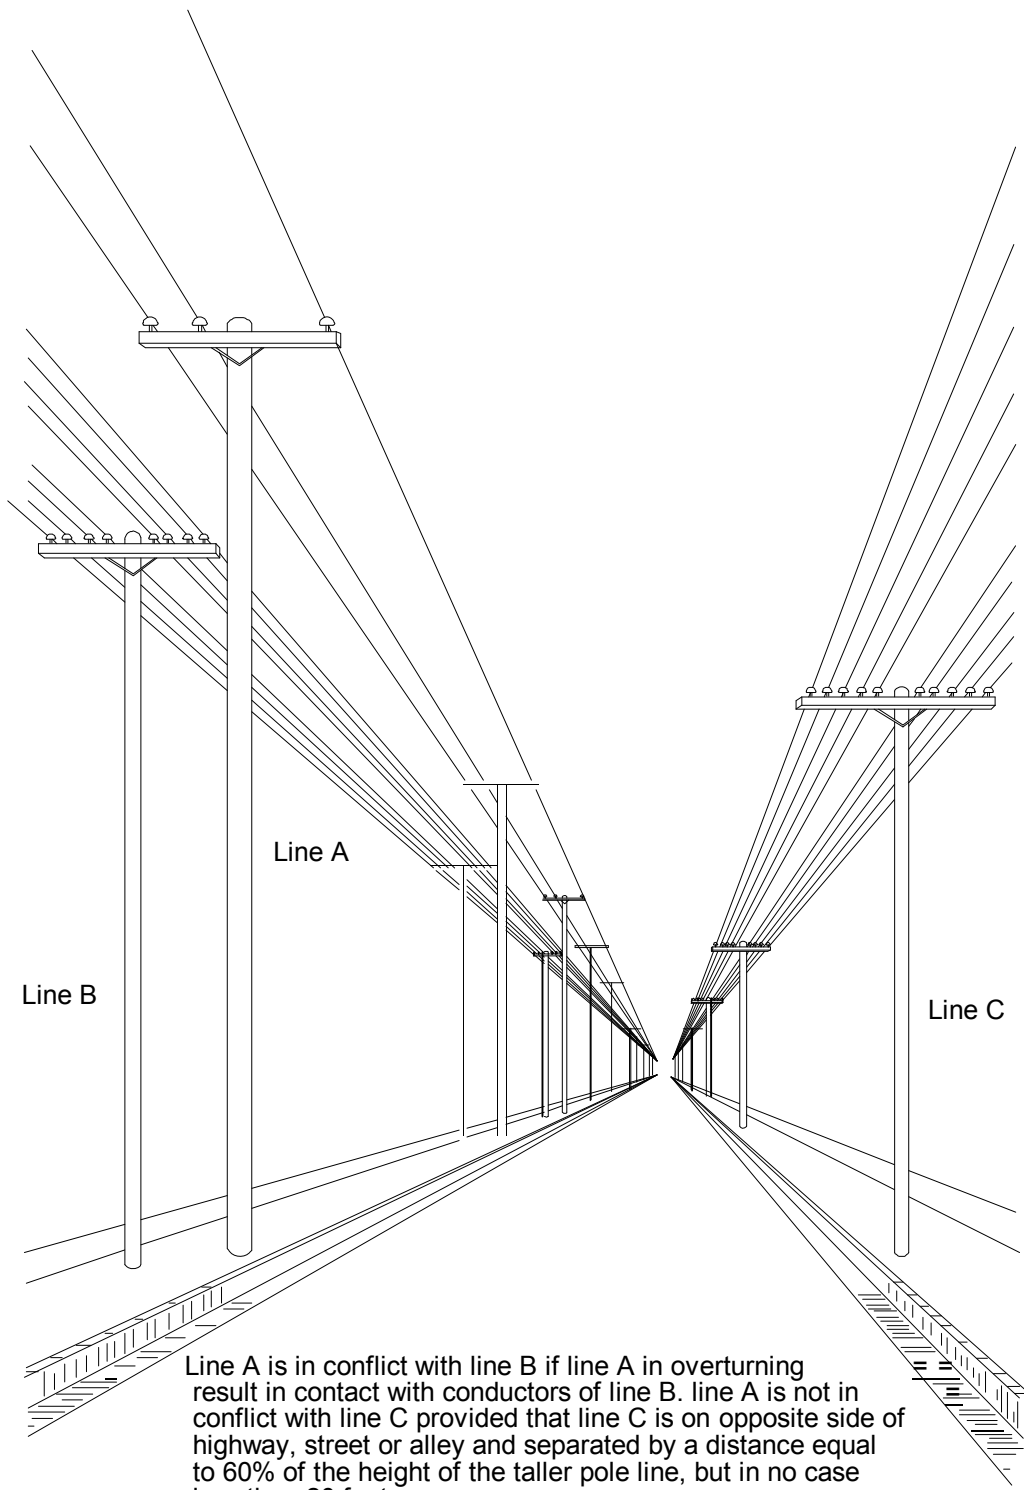 Line A
Line B
Line C
Line A is in conflict with line B if line A in overturning
result in contact with conductors of line B. line A is not in
conflict with line C provided that line C is on opposite side of
highway, street or alley and separated by a distance equal
to 60% of the height of the taller pole line, but in no case